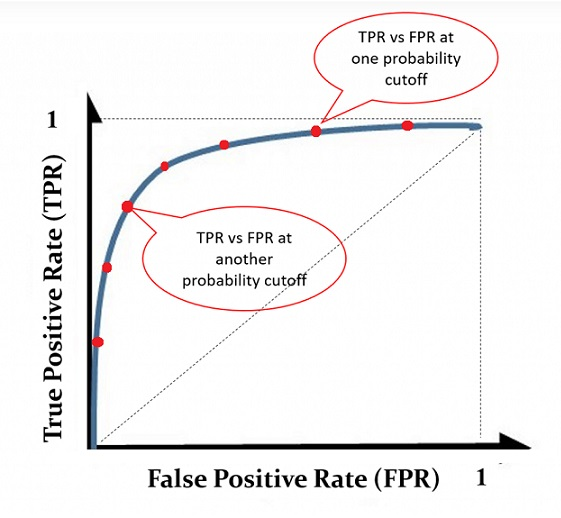 TPR vs FPR at
one probability
cutoff
1
True Positive Rate (TPR)
TPR vs FPR at
another
probability cutoff
False Positive Rate (FPR)
1